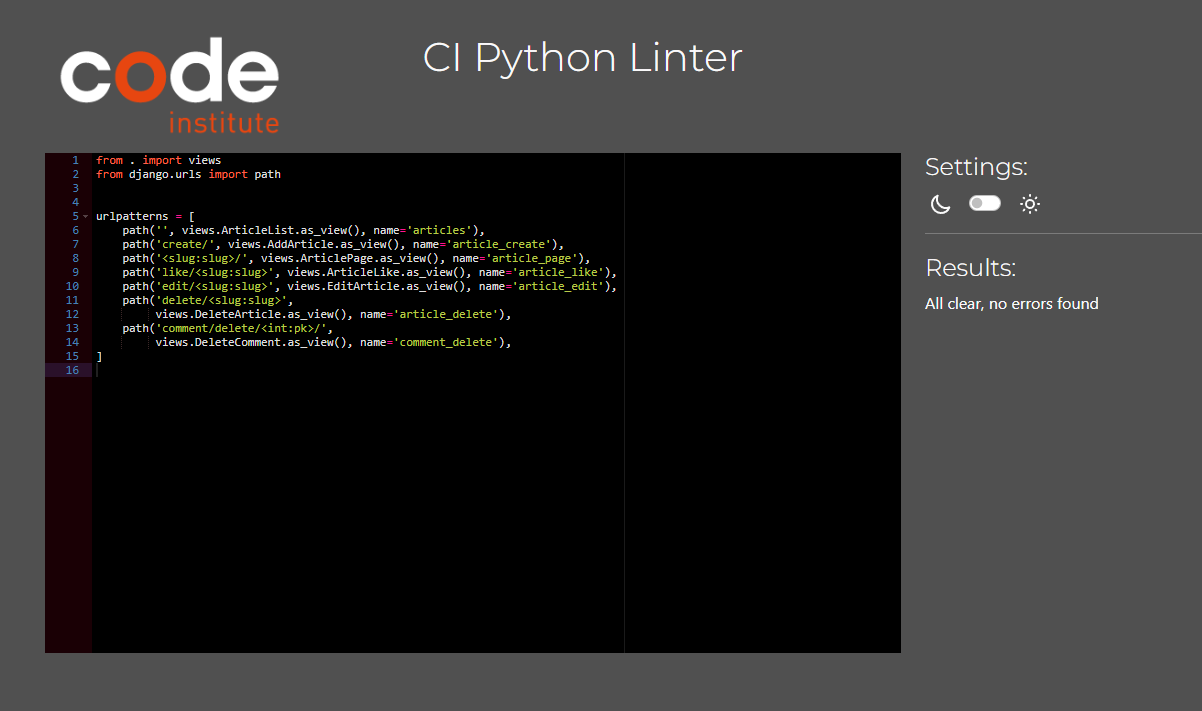 code
institute
CI Python Linter
1 from . import views
2 from django.urls import path
3
4
5 urlpatterns = [
6     path('', views.ArticleList.as_view(), name='articles'),
7     path('create/', views.AddArticle.as_view(), name='article_create'),
8     path('<slug:slug>/', views.ArticlePage.as_view(), name='article_page'),
9     path('like/<slug:slug>', views.ArticleLike.as_view(), name='article_like'),
10     path('edit/<slug:slug>', views.EditArticle.as_view(), name='article_edit'),
11     path('delete/<slug:slug>',
12          views.DeleteArticle.as_view(), name='article_delete'),
13     path('comment/delete/<int:pk>/',
14          views.DeleteComment.as_view(), name='comment_delete'),
15 ]
16
Settings:
Results:
All clear, no errors found